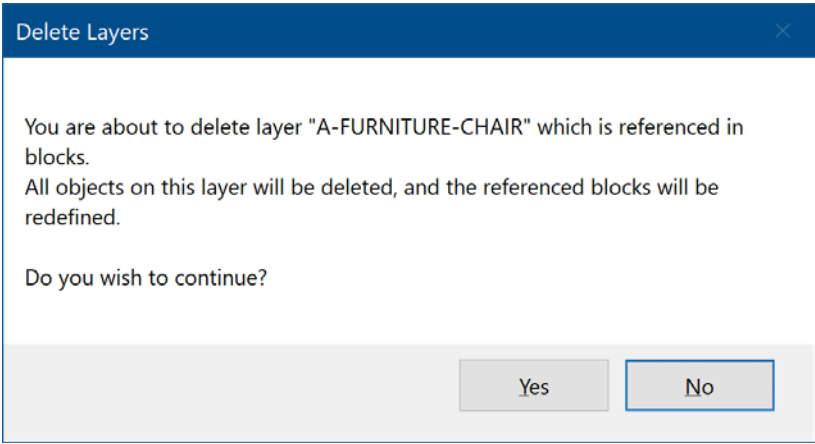 Delete Layers
You are about to delete layer "A-FURNITURE-CHAIR" which is referenced in
blocks.
All objects on this layer will be deleted, and the referenced blocks will be
redefined.
Do you wish to continue?
Yes
No